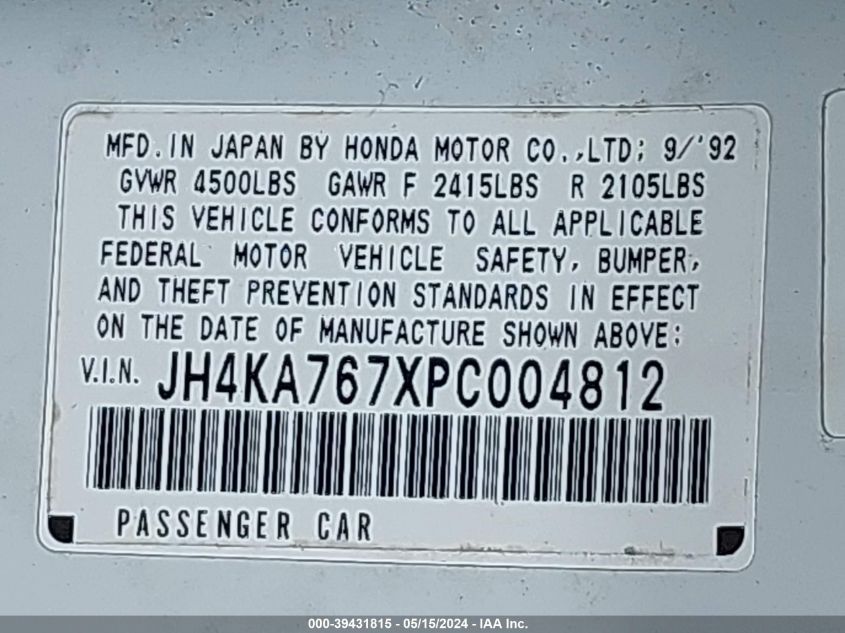 MFD. IN JAPAN BY HONDA MOTOR CO.,LTD; 9/'92
GVWR 4500LBS GAWR F 2415LBS R 2105LBS
THIS VEHICLE CONFORMS TO ALL APPLICABLE
FEDERAL MOTOR VEHICLE SAFETY, BUMPER,
AND THEFT PREVENTION STANDARDS IN EFFECT
ON THE DATE OF MANUFACTURE SHOWN ABOVE;
V.I.N. JH4KA767XPC004812
PASSENGER CAR
000-39431815 - 05/15/2024 - IAA Inc.